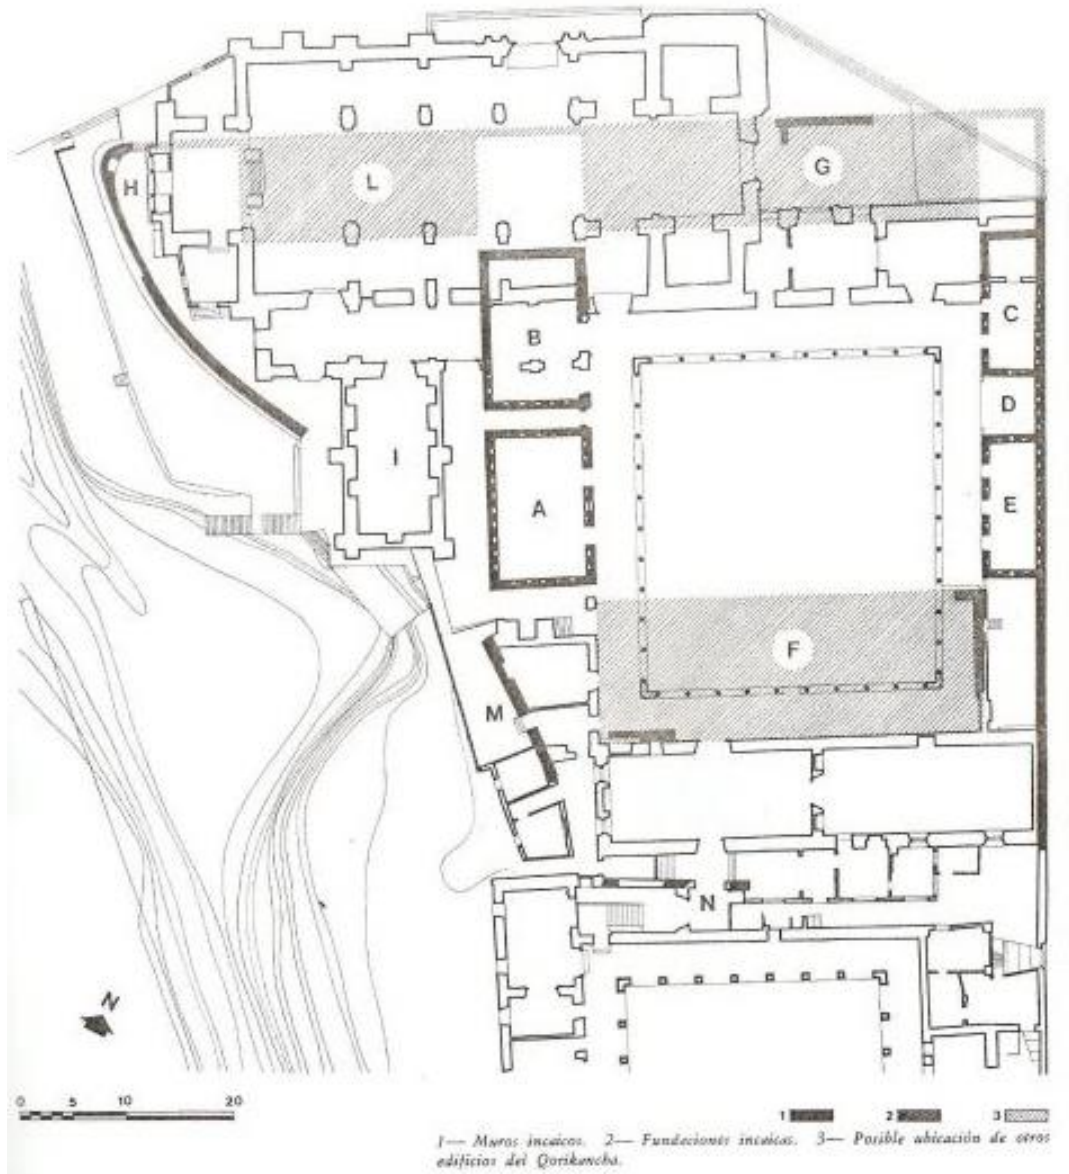 L
G
H
C
B
D
I
A
E
F
M
N
N
0 5 10 20
1 2 3
1— Muros incaicos. 2— Fundaciones incaicas. 3— Posible ubicación de otros
edificios del Qorikancha.